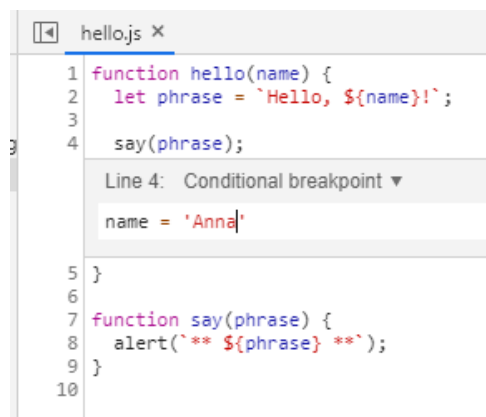 hello.js ×
1 function hello(name) {
2   let phrase = `Hello, ${name}!`;
3
4   say(phrase);
Line 4: Conditional breakpoint ▼
name = 'Anna'
5 }
6
7 function say(phrase) {
8   alert(`** ${phrase} **`);
9 }
10